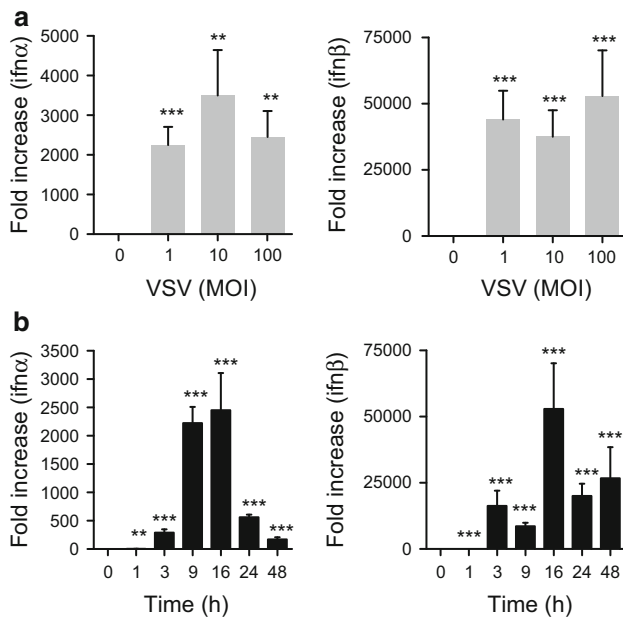 a
Fold increase (ifnα)
5000
4000
3000
2000
1000
0
***
**
**
0 1 10 100
VSV (MOI)
Fold increase (ifnβ)
75000
50000
25000
0
***
***
***
0 1 10 100
VSV (MOI)
b
Fold increase (ifnα)
3500
3000
2500
2000
1500
1000
500
0
**
***
***
***
***
***
0 1 3 9 16 24 48
Time (h)
Fold increase (ifnβ)
75000
50000
25000
0
***
***
***
***
***
***
0 1 3 9 16 24 48
Time (h)